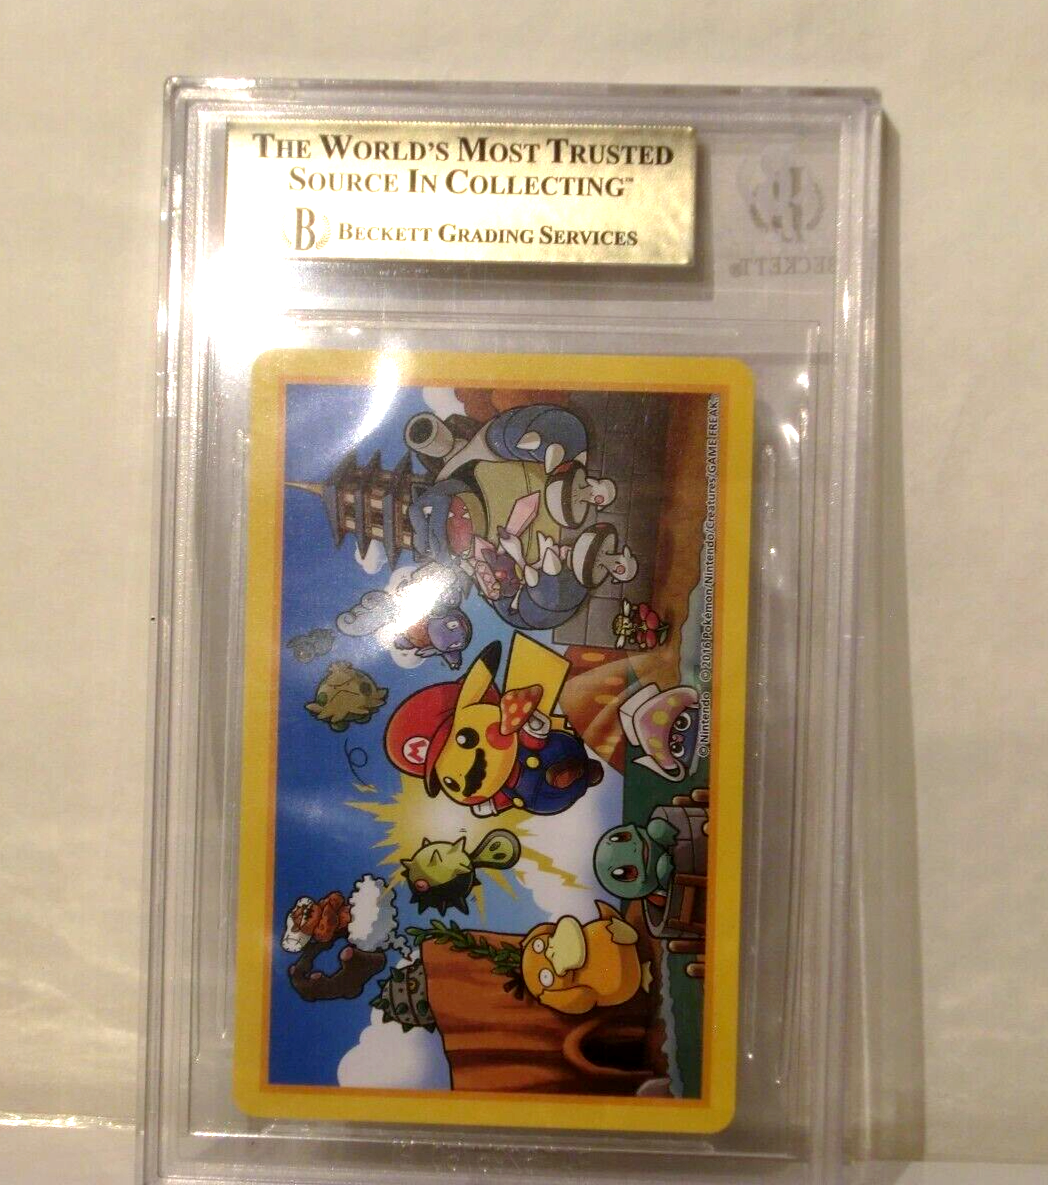 THE WORLD'S MOST TRUSTED
SOURCE IN COLLECTING™
B BECKETT GRADING SERVICES
B
BECKETT®
M
© Nintendo © 2016 Pokémon/Nintendo/Creatures/GAME FREAK.